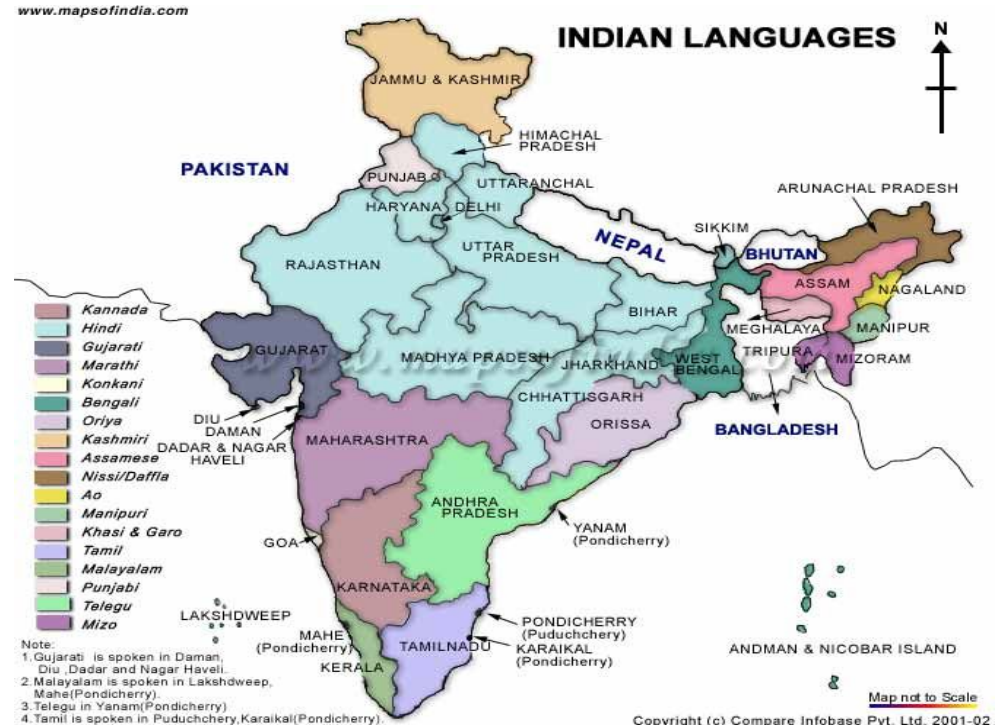 www.mapsofindia.com
INDIAN LANGUAGES
N
JAMMU & KASHMIR
HIMACHAL
PRADESH
PAKISTAN
PUNJAB
UTTARANCHAL
ARUNACHAL PRADESH
HARYANA
DELHI
SIKKIM
NEPAL
BHUTAN
UTTAR
PRADESH
RAJASTHAN
ASSAM
NAGALAND
BIHAR
MEGHALAYA
MANIPUR
GUJARAT
MADHYA PRADESH
JHARKHAND
WEST
BENGAL
TRIPURA
MIZORAM
CHHATTISGARH
DIU
DAMAN
DADAR & NAGAR
HAVELI
MAHARASHTRA
ORISSA
BANGLADESH
ANDHRA
PRADESH
YANAM
(Pondicherry)
GOA
KARNATAKA
LAKSHDWEEP
MAHE
(Pondicherry)
KERALA
TAMILNADU
PONDICHERRY
(Puduchchery)
KARAIKAL
(Pondicherry)
ANDMAN & NICOBAR ISLAND
Kannada
Hindi
Gujarati
Marathi
Konkani
Bengali
Oriya
Kashmiri
Assamese
Nissi/Daffla
Ao
Manipuri
Khasi & Garo
Tamil
Malayalam
Punjabi
Telegu
Mizo
Note:
1.Gujarati is spoken in Daman,
Diu ,Dadar and Nagar Haveli.
2.Malayalam is spoken in Lakshdweep,
Mahe(Pondicherry).
3.Telegu in Yanam(Pondicherry)
4.Tamil is spoken in Puduchchery,Karaikal(Pondicherry).
Map not to Scale
Copyright (c) Compare Infobase Pvt. Ltd. 2001-02